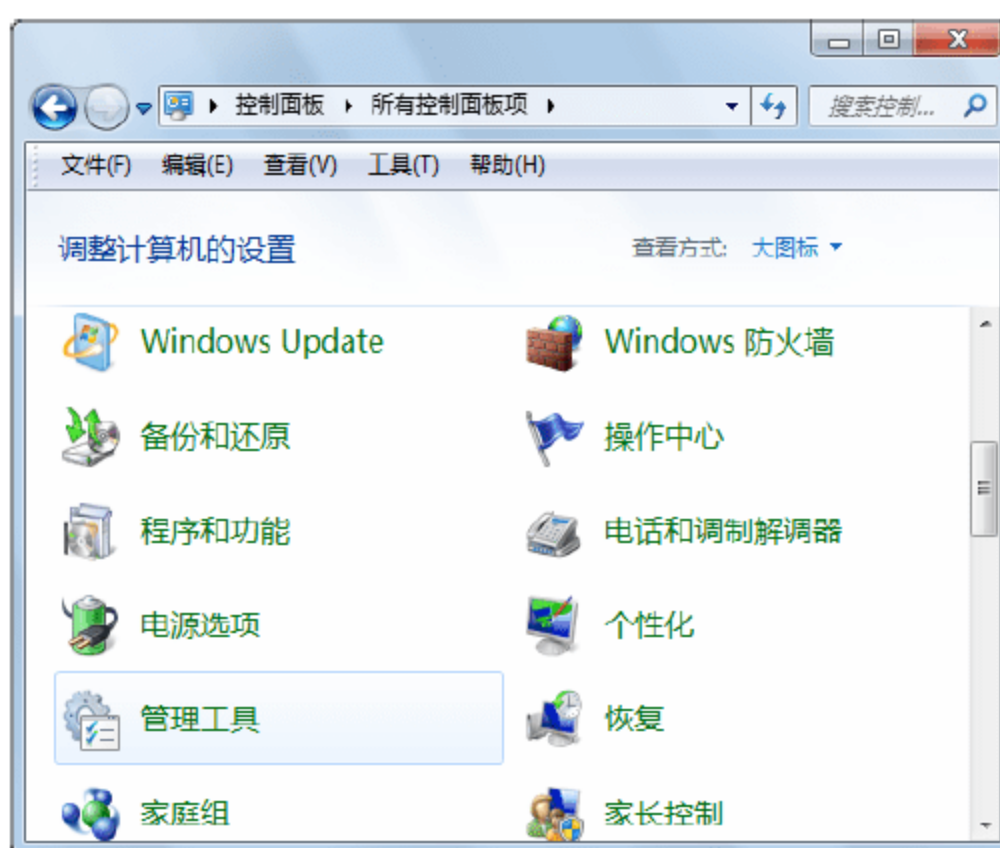 控制面板 所有控制面板项 搜索控制...
文件(F) 编辑(E) 查看(V) 工具(T) 帮助(H)
调整计算机的设置 查看方式: 大图标
Windows Update Windows 防火墙
备份和还原 操作中心
程序和功能 电话和调制解调器
电源选项 个性化
管理工具 恢复
家庭组 家长控制